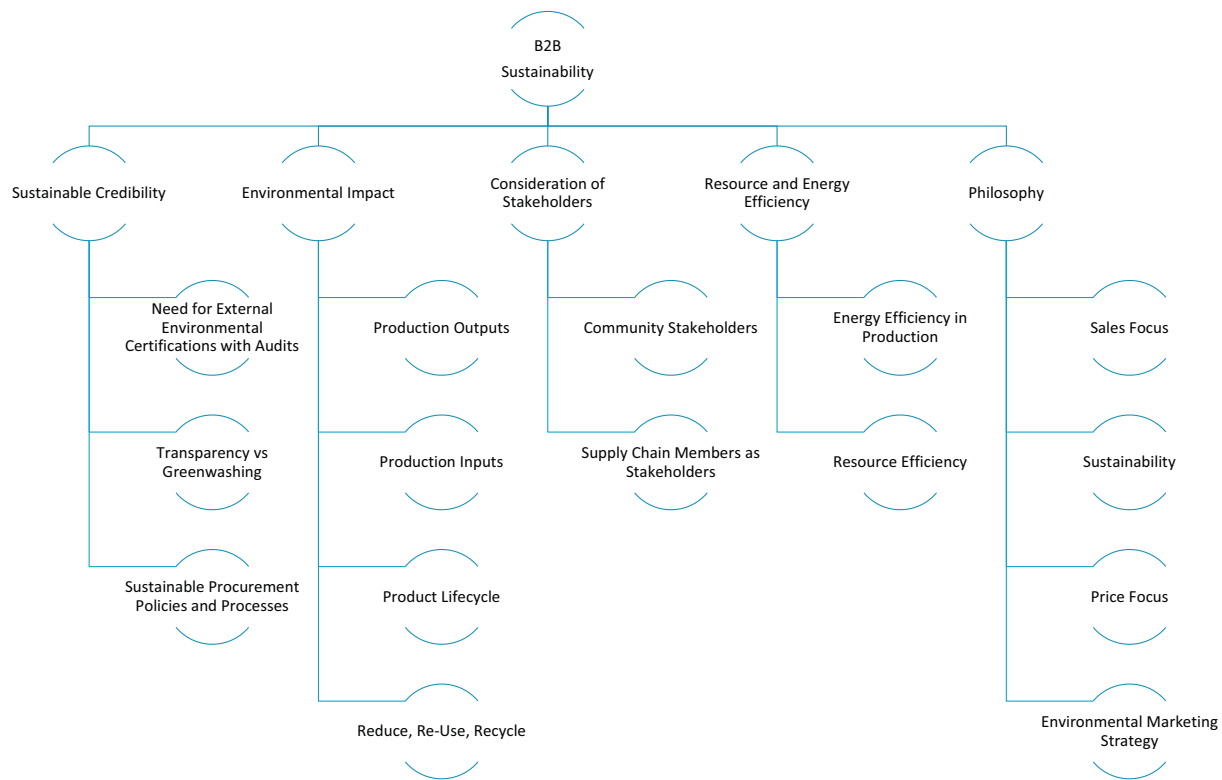 B2B
Sustainability
Sustainable Credibility
Environmental Impact
Consideration of
Stakeholders
Resource and Energy
Efficiency
Philosophy
Need for External
Environmental
Certifications with Audits
Production Outputs
Community Stakeholders
Energy Efficiency in
Production
Sales Focus
Transparency vs
Greenwashing
Production Inputs
Supply Chain Members as
Stakeholders
Resource Efficiency
Sustainability
Sustainable Procurement
Policies and Processes
Product Lifecycle
Price Focus
Reduce, Re-Use, Recycle
Environmental Marketing
Strategy